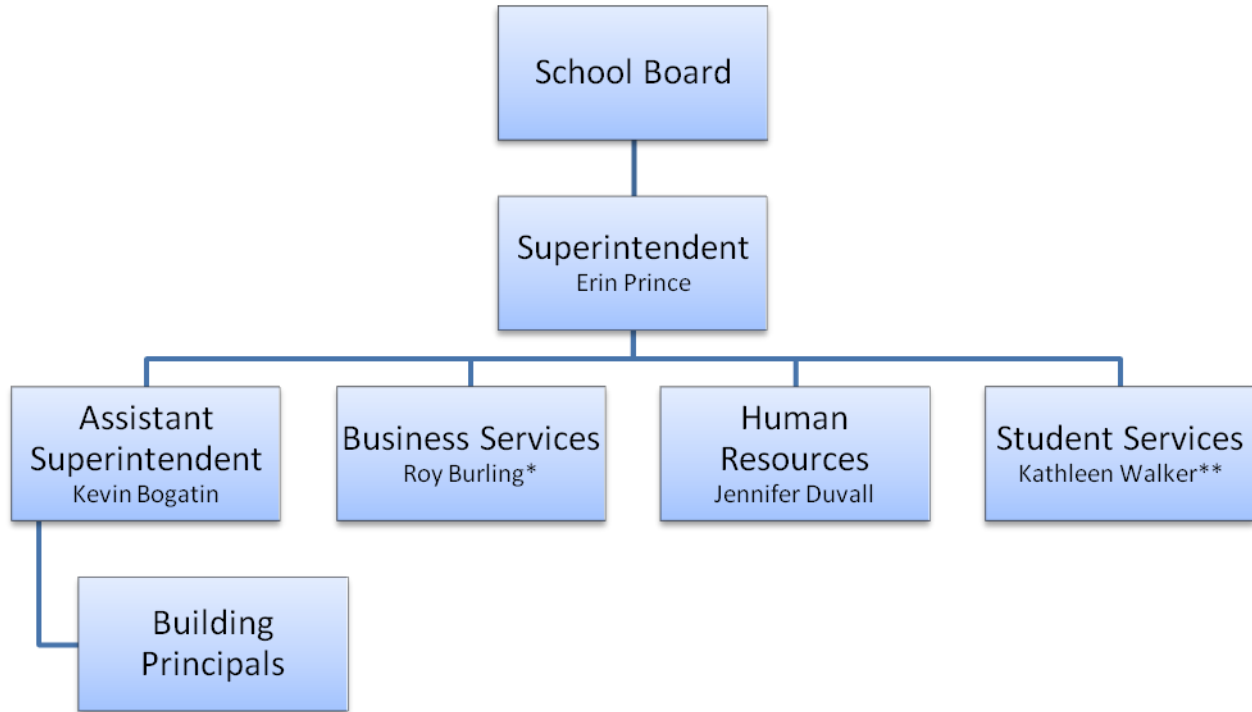 School Board
Superintendent
Erin Prince
Assistant
Superintendent
Kevin Bogatin
Business Services
Roy Burling*
Human
Resources
Jennifer Duvall
Student Services
Kathleen Walker**
Building
Principals